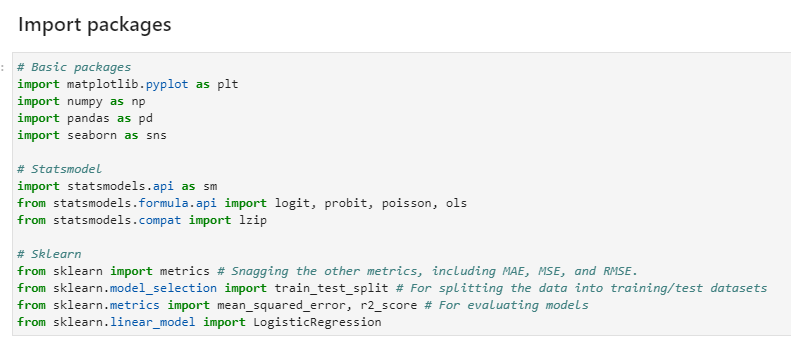 Import packages
:
# Basic packages
import matplotlib.pyplot as plt
import numpy as np
import pandas as pd
import seaborn as sns
# Statsmodel
import statsmodels.api as sm
from statsmodels.formula.api import logit, probit, poisson, ols
from statsmodels.compat import lzip
# Sklearn
from sklearn import metrics # Snagging the other metrics, including MAE, MSE, and RMSE.
from sklearn.model_selection import train_test_split # For splitting the data into training/test datasets
from sklearn.metrics import mean_squared_error, r2_score # For evaluating models
from sklearn.linear_model import LogisticRegression